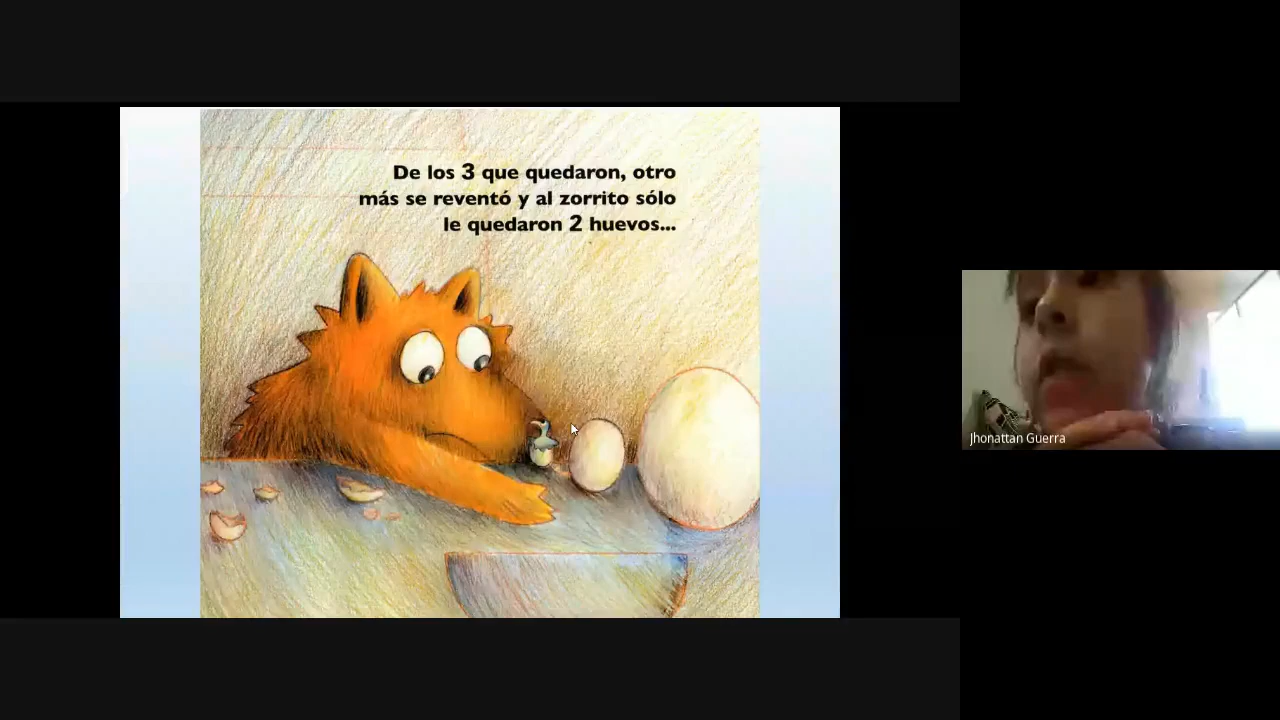 De los 3 que quedaron, otro
más se reventó y al zorrito sólo
le quedaron 2 huevos...
Jhonattan Guerra